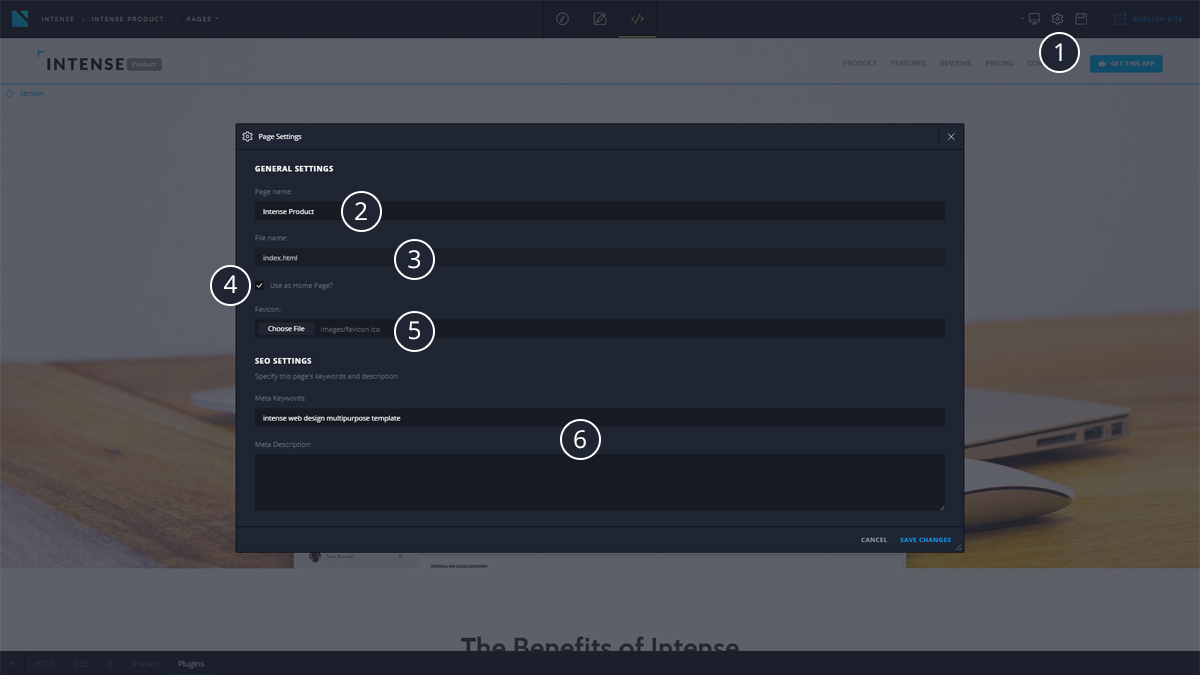 INTENSE > INTENSE PRODUCT PAGES
PUBLISH SITE
INTENSE Product
PRODUCT FEATURES REVIEWS PRICING
GET THIS APP
1
Section
Page Settings
GENERAL SETTINGS
Page name:
Intense Product
2
File name:
index.html
3
4
Use as Home Page?
Favicon:
Choose File images/favicon.ico
5
SEO SETTINGS
Specify this page's keywords and description
Meta Keywords:
intense web design multipurpose template
6
Meta Description:
CANCEL SAVE CHANGES
The Benefits of Intense
HTML CSS JS Presets Plugins